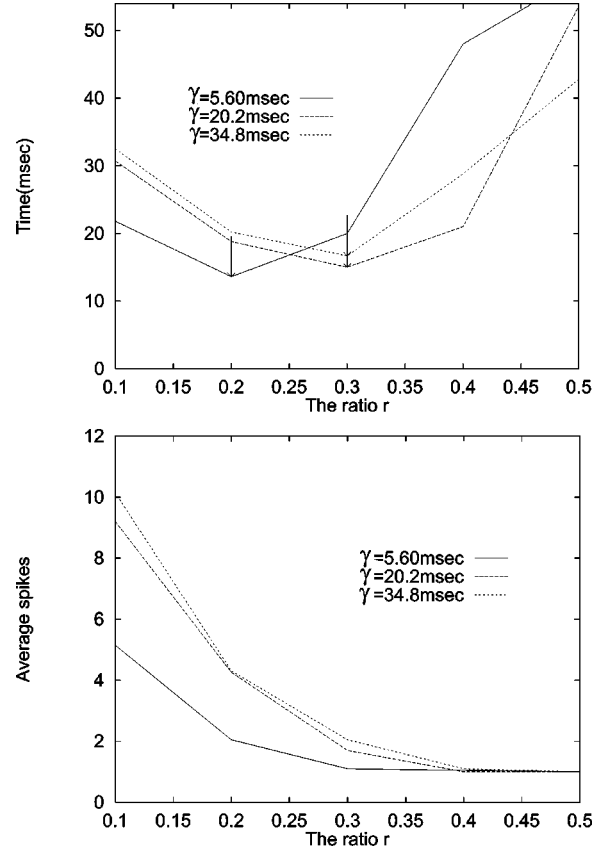 50
40
30
20
10
0
Time(msec)
γ=5.60msec
γ=20.2msec
γ=34.8msec
0.1 0.15 0.2 0.25 0.3 0.35 0.4 0.45 0.5
The ratio r
12
10
8
6
4
2
0
Average spikes
γ=5.60msec
γ=20.2msec
γ=34.8msec
0.1 0.15 0.2 0.25 0.3 0.35 0.4 0.45 0.5
The ratio r